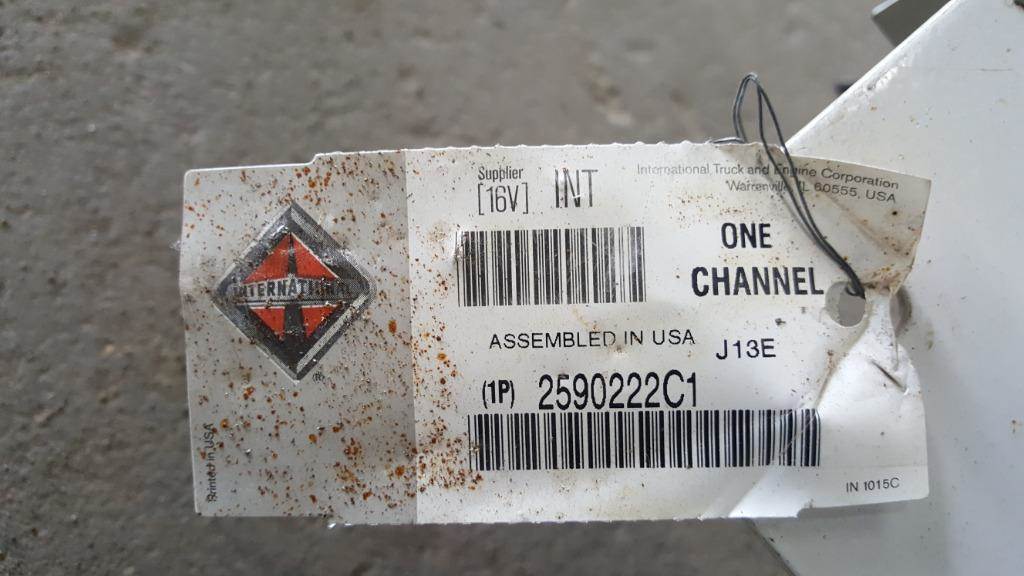 Supplier
[16V] INT
International Truck and Engine Corporation
Warrenville, IL 60555, USA
INTERNATIONAL
®
ONE
CHANNEL
ASSEMBLED IN USA
J13E
(1P) 2590222C1
Printed in USA
IN 1015C